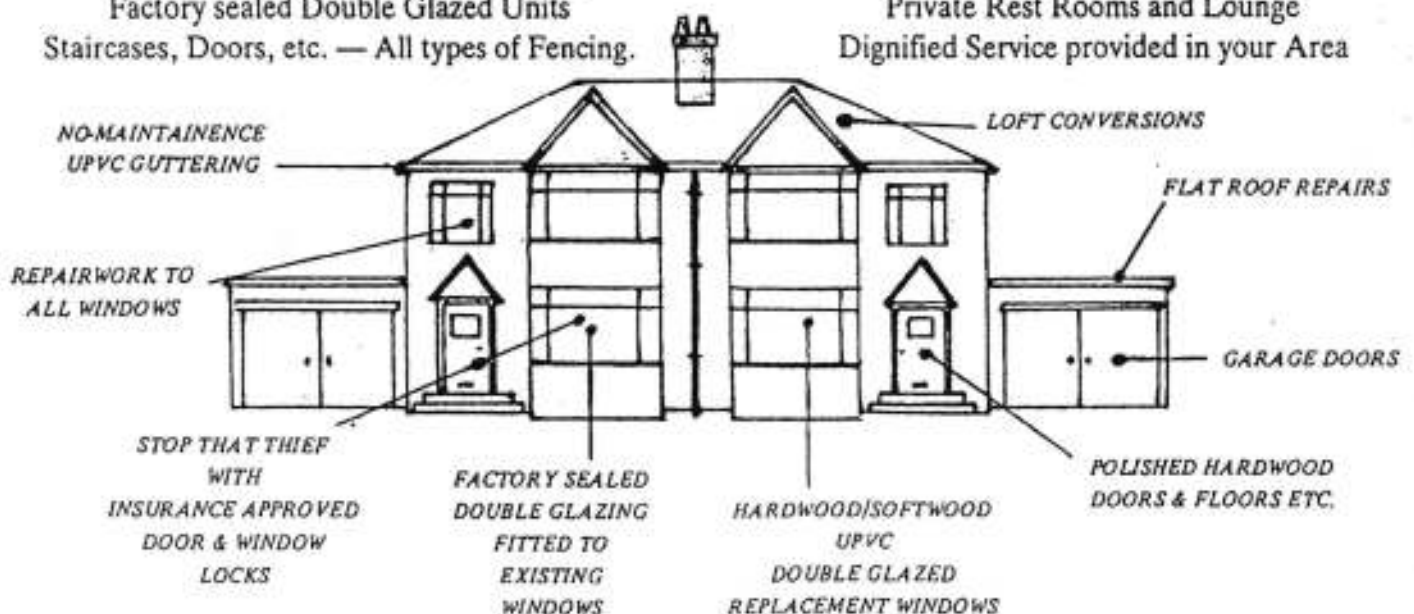 Factory sealed Double Glazed Units
Staircases, Doors, etc. — All types of Fencing.
Private Rest Rooms and Lounge
Dignified Service provided in your Area
NO-MAINTAINENCE
UPVC GUTTERING
LOFT CONVERSIONS
FLAT ROOF REPAIRS
REPAIRWORK TO
ALL WINDOWS
GARAGE DOORS
STOP THAT THIEF
WITH
INSURANCE APPROVED
DOOR & WINDOW
LOCKS
FACTORY SEALED
DOUBLE GLAZING
FITTED TO
EXISTING
WINDOWS
HARDWOOD/SOFTWOOD
UPVC
DOUBLE GLAZED
REPLACEMENT WINDOWS
POLISHED HARDWOOD
DOORS & FLOORS ETC.